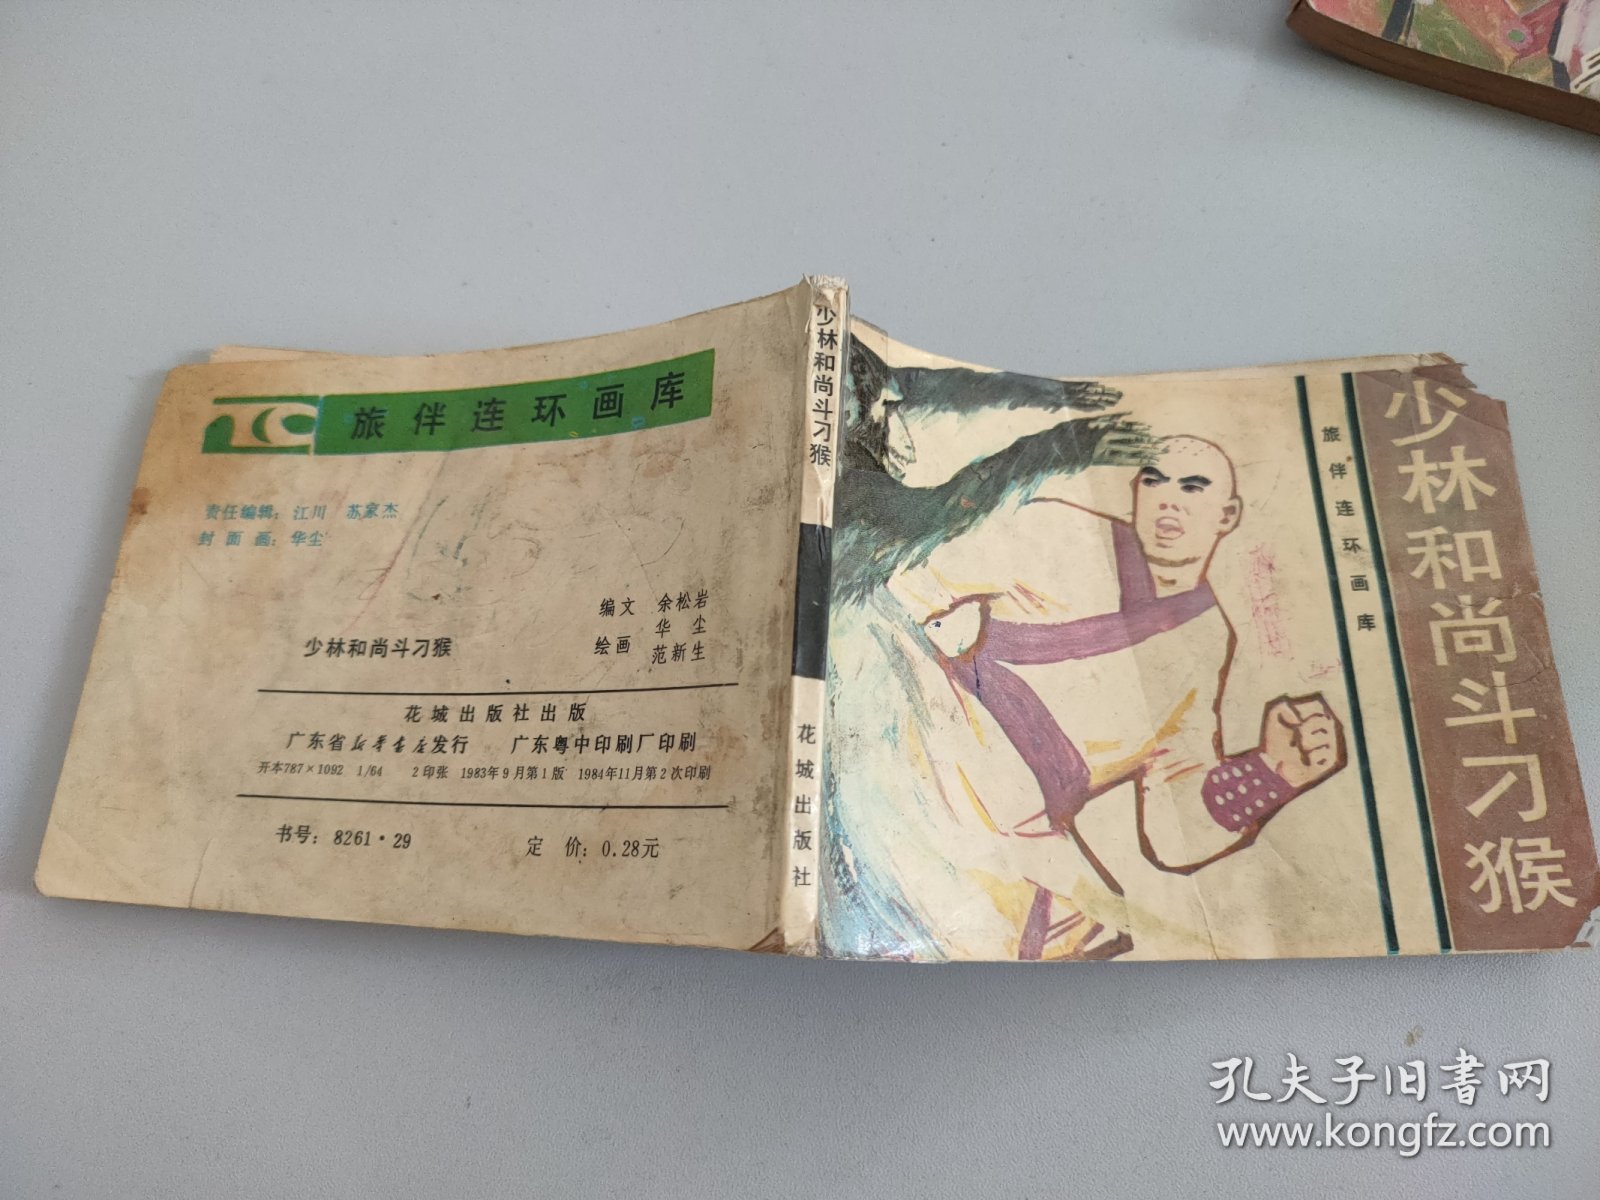 旅伴连环画库
责任编辑：江川 苏家杰
封面画：华尘
编文 余松岩
绘画 华尘
范新生
少林和尚斗刁猴
花城出版社出版
广东省新华书店发行 广东粤中印刷厂印刷
开本787×1092 1/64 2印张 1983年9月第1版 1984年11月第2次印刷
书号：8261·29 定价：0.28元
少林和尚斗刁猴
花城出版社
旅伴连环画库
少林和尚斗刁猴
孔夫子旧书网
www.kongfz.com